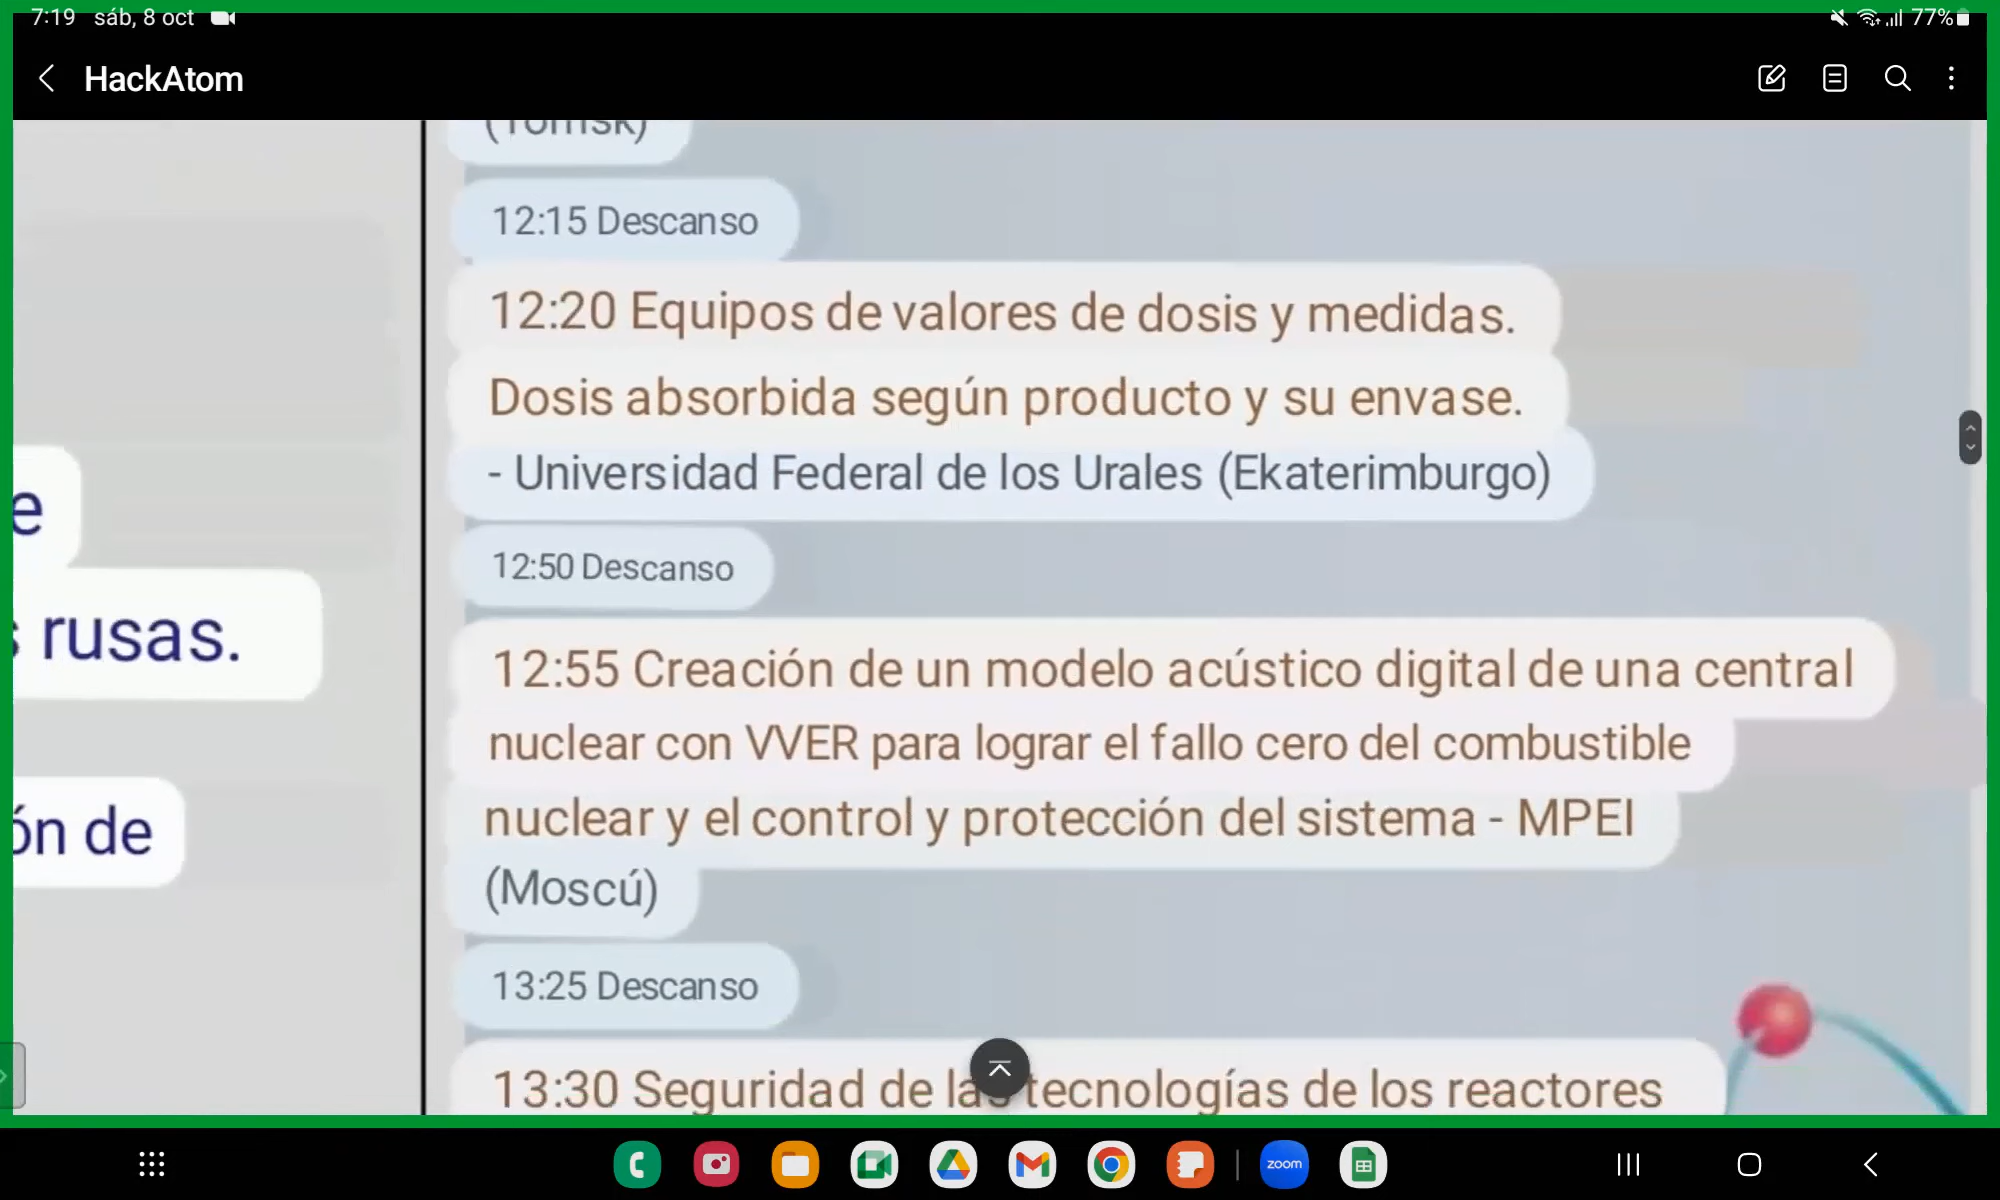 7:19 sáb, 8 oct
77%
HackAtom
(Tomsk)
12:15 Descanso
12:20 Equipos de valores de dosis y medidas.
Dosis absorbida según producto y su envase.
- Universidad Federal de los Urales (Ekaterimburgo)
e
12:50 Descanso
rusas.
12:55 Creación de un modelo acústico digital de una central
nuclear con VVER para lograr el fallo cero del combustible
nuclear y el control y protección del sistema - MPEI
ón de
(Moscú)
13:25 Descanso
13:30 Seguridad de las tecnologías de los reactores
zoom